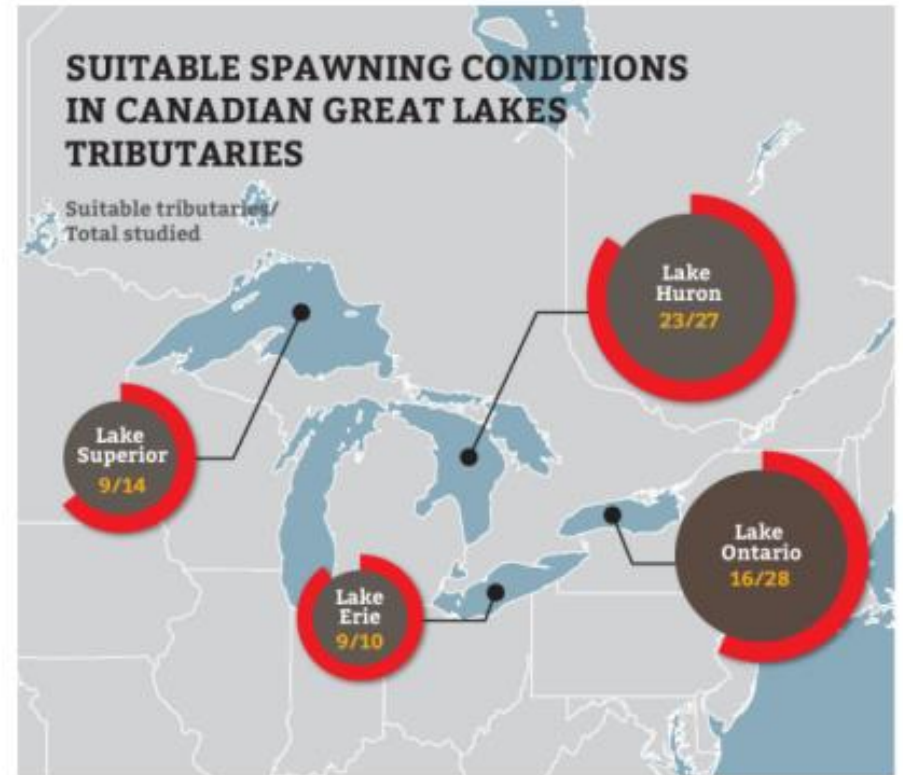 SUITABLE SPAWNING CONDITIONS
IN CANADIAN GREAT LAKES
TRIBUTARIES
Suitable tributaries/
Total studied
Lake
Huron
23/27
Lake
Superior
9/14
Lake
Ontario
16/28
Lake
Erie
9/10